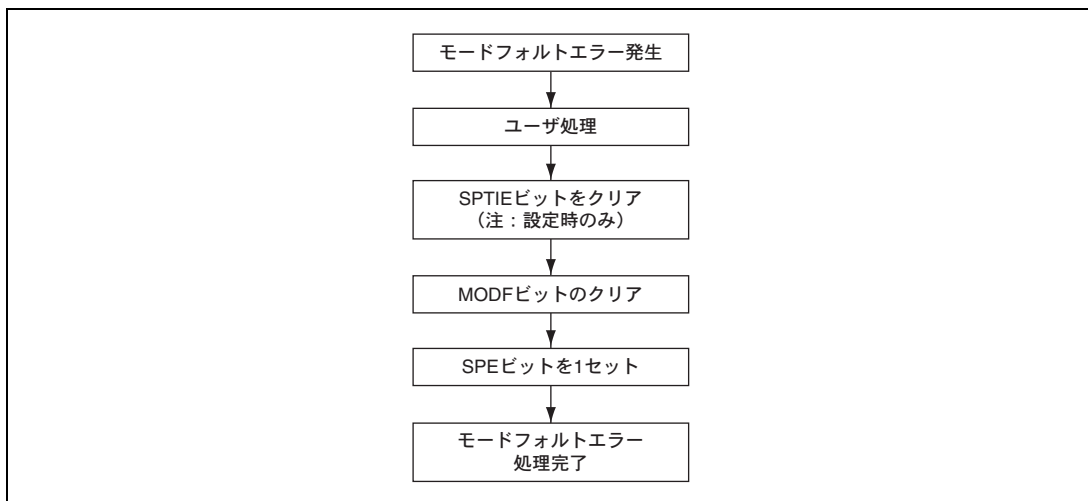 モードフォルトエラー発生
ユーザ処理
SPTIEビットをクリア
（注：設定時のみ）
MODFビットのクリア
SPEビットを1セット
モードフォルトエラー
処理完了